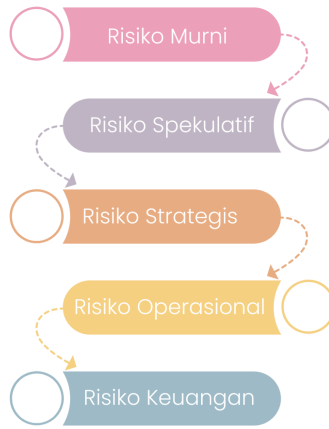 Risiko Murni
Risiko Spekulatif
Risiko Strategis
Risiko Operasional
Risiko Keuangan